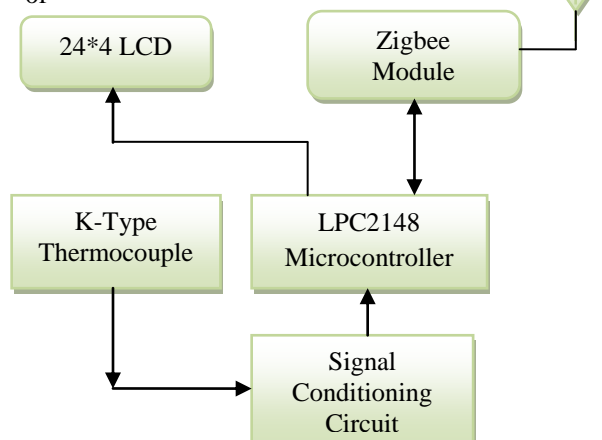 of
24*4 LCD
Zigbee
Module
K-Type
Thermocouple
LPC2148
Microcontroller
Signal
Conditioning
Circuit